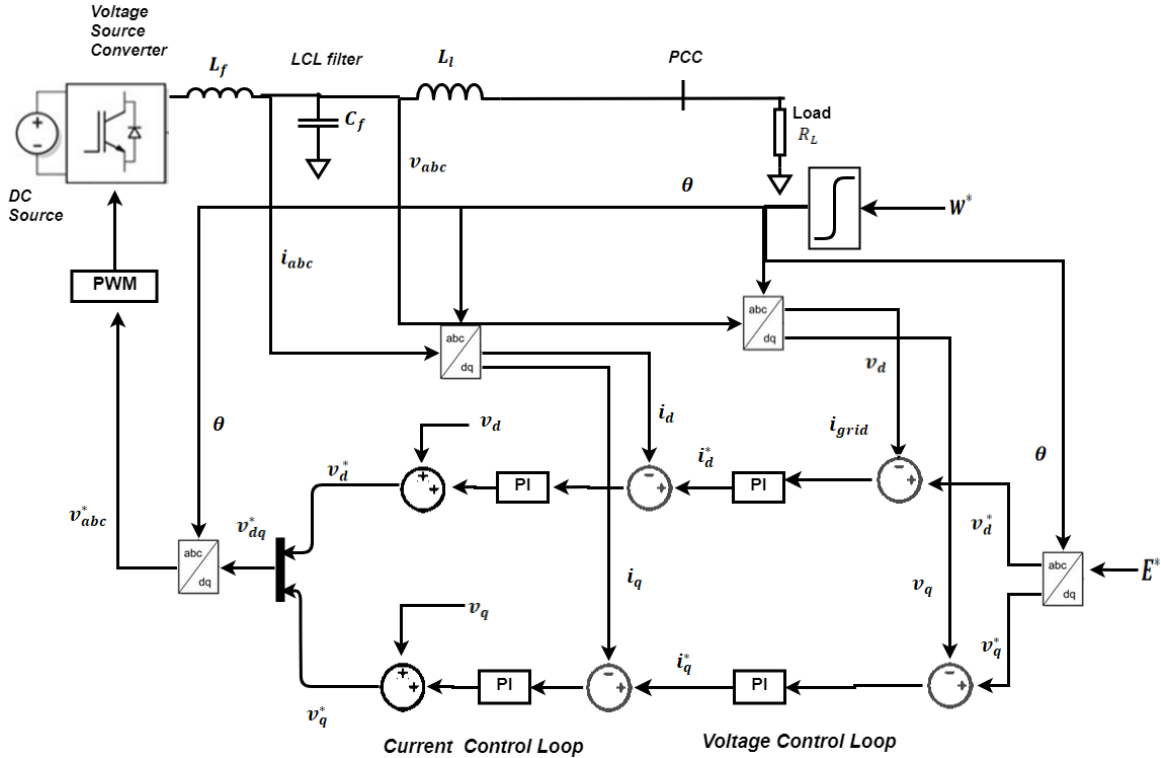 Voltage
Source
Converter
L_f
LCL filter
L_l
PCC
+
−
C_f
Load
R_L
DC
Source
v_abc
θ
W*
PWM
i_abc
abc
dq
abc
dq
v_d
i_d
i_grid
θ
v_d
θ
v_d*
i_d*
+
+
PI
−
+
PI
−
+
v_abc*
v_dq*
v_d*
abc
dq
abc
dq
E*
i_q
v_q
v_q
v_q*
i_q*
+
+
PI
−
+
PI
−
+
v_q*
Current Control Loop
Voltage Control Loop